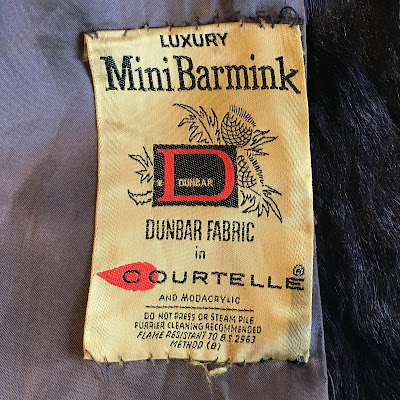 LUXURY
Mini Barmink
D
DUNBAR
DUNBAR FABRIC
in
COURTELLE ®
AND MODACRYLIC
DO NOT PRESS OR STEAM PILE
FURRIER CLEANING RECOMMENDED
FLAME RESISTANT TO B.S 2963
METHOD (B)